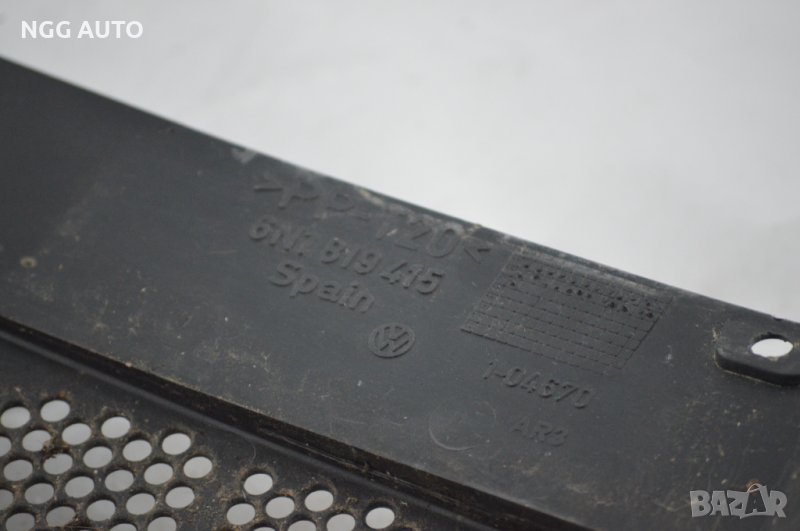 NGG AUTO
>PP-T20<
6N1 819 415
Spain
1-04670
AR3
BAZAR